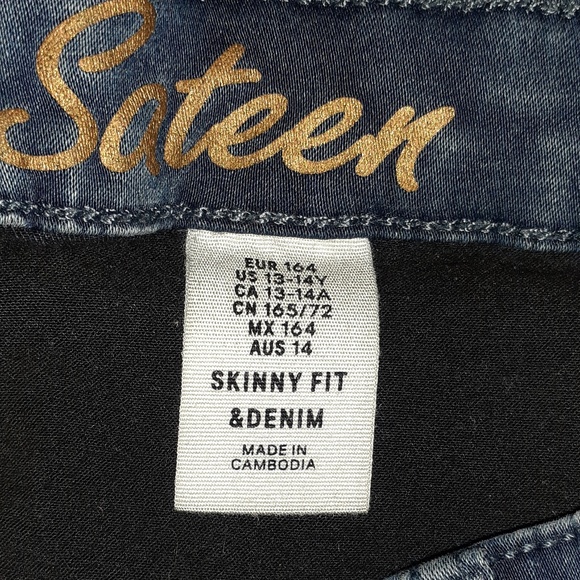 Sateen
EUR 164
US 13-14Y
CA 13-14A
CN 165/72
MX 164
AUS 14
SKINNY FIT
&DENIM
MADE IN
CAMBODIA